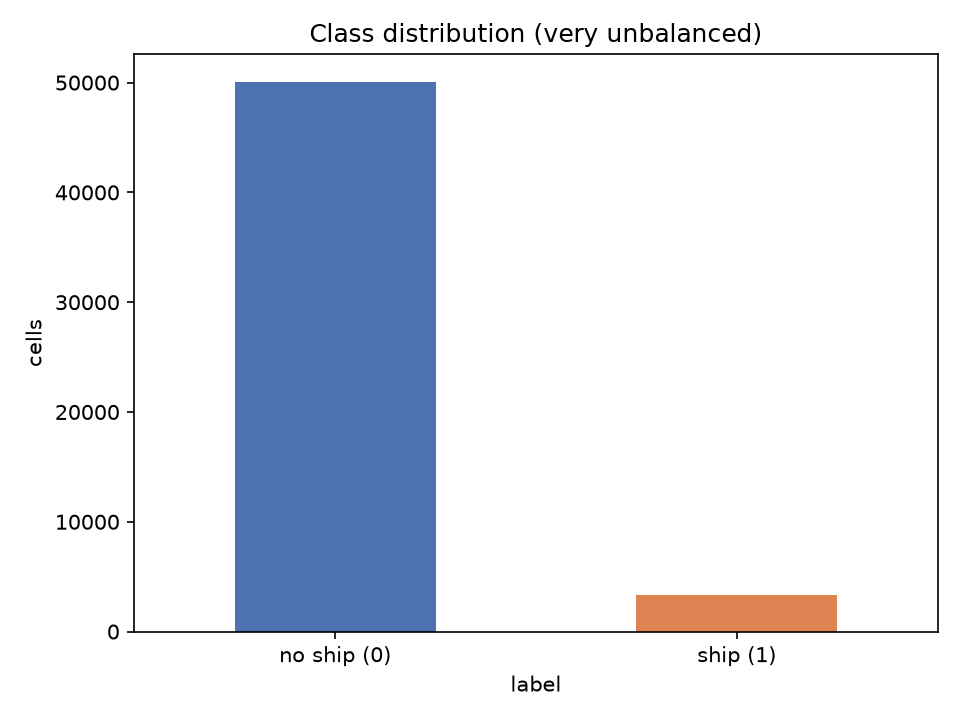 Class distribution (very unbalanced)
50000
40000
30000
20000
10000
0
cells
no ship (0) ship (1)
label